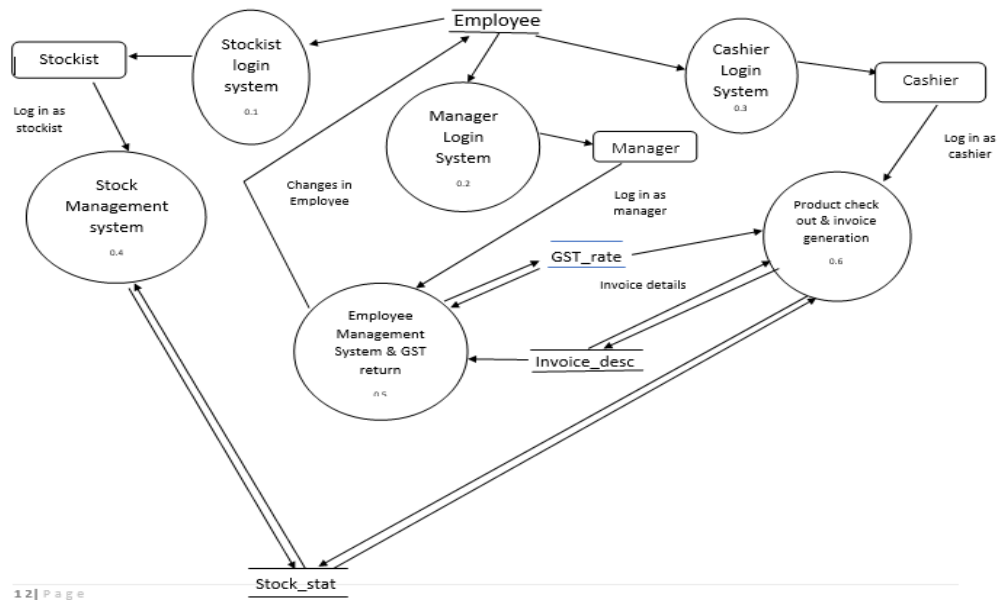 Employee
Stockist
login
system
0.1
Stockist
Cashier
Login
System
0.3
Cashier
Log in as
stockist
Manager
Login
System
0.2
Manager
Log in as
cashier
Stock
Management
system
0.4
Changes in
Employee
Log in as
manager
Product check
out & invoice
generation
0.6
GST_rate
Invoice details
Employee
Management
System & GST
return
0.5
Invoice_desc
Stock_stat
12| Page